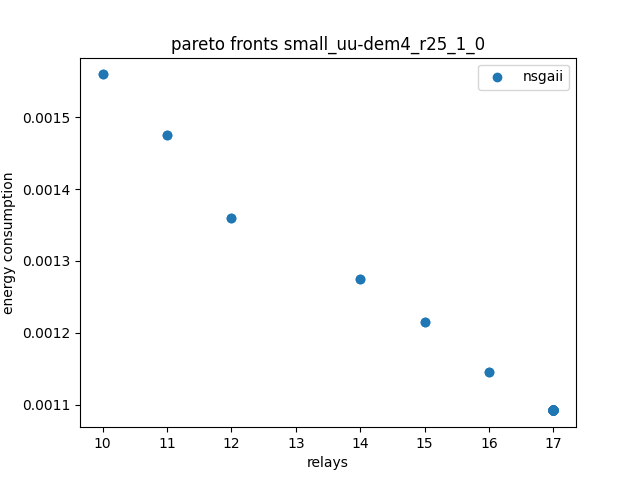 pareto fronts small_uu-dem4_r25_1_0
nsgaii
energy consumption
0.0015
0.0014
0.0013
0.0012
0.0011
10 11 12 13 14 15 16 17
relays